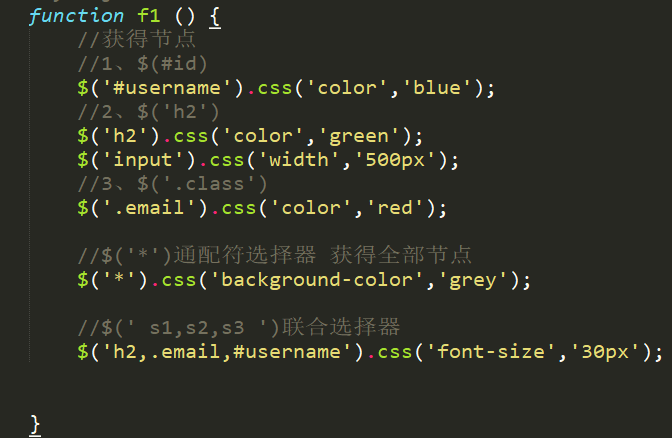 function f1 () {
//获得节点
//1、$(#id)
$('#username').css('color','blue');
//2、$('h2')
$('h2').css('color','green');
$('input').css('width','500px');
//3、$('.class')
$('.email').css('color','red');
//$('*')通配符选择器 获得全部节点
$('*').css('background-color','grey');
//$(' s1,s2,s3 ')联合选择器
$('h2,.email,#username').css('font-size','30px');
}